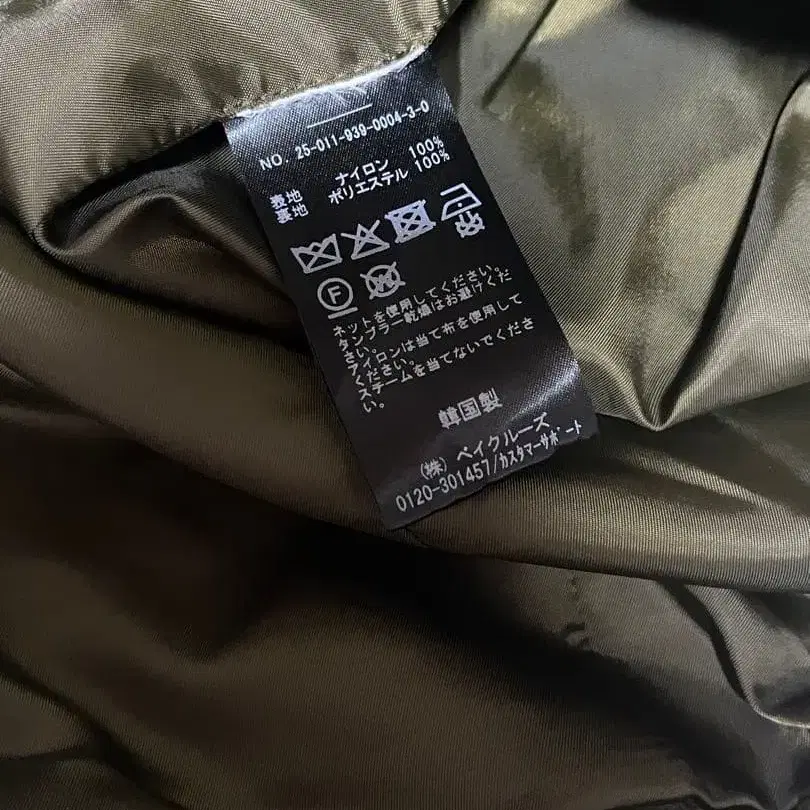 NO. 25-011-939-0004-3-0
表地 ナイロン 100%
裏地 ポリエステル 100%
F
ネットを使用してください。
タンブラー乾燥はお避けくだ
さい。
アイロンは当て布を使用して
ください。
スチームを当てないでくださ
い。
韓国製
(株) ベイクルーズ
0120-301457/カスタマーサポート